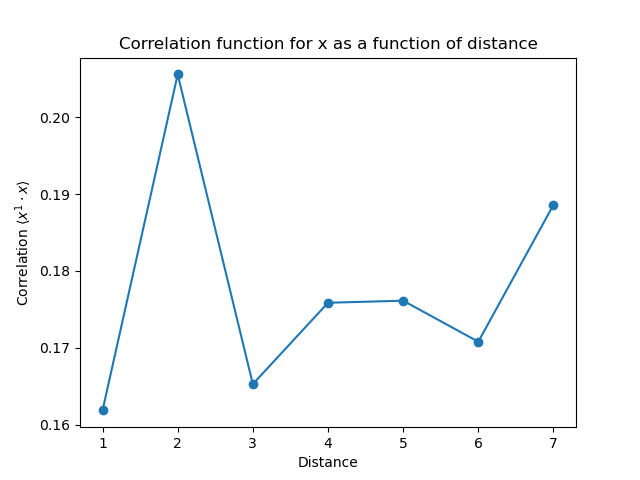 Correlation function for x as a function of distance
0.20
0.19
0.18
0.17
0.16
Correlation ⟨x¹ · x⟩
1 2 3 4 5 6 7
Distance